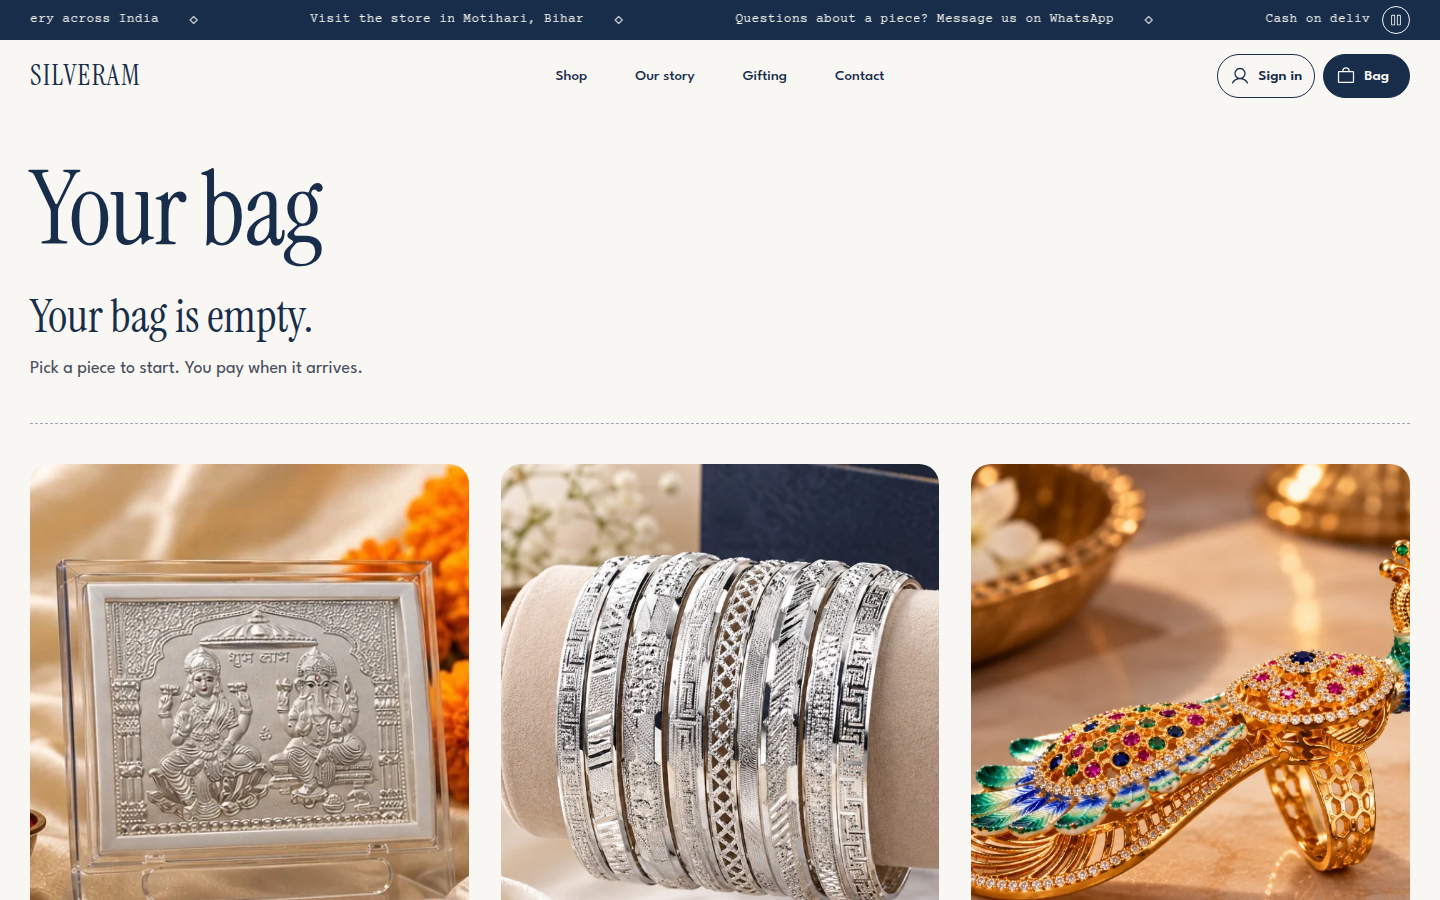 ery across India ◇ Visit the store in Motihari, Bihar ◇ Questions about a piece? Message us on WhatsApp ◇ Cash on deliv
SILVERAM
Shop Our story Gifting Contact
Sign in
Bag
Your bag
Your bag is empty.
Pick a piece to start. You pay when it arrives.
शुभ लाभ